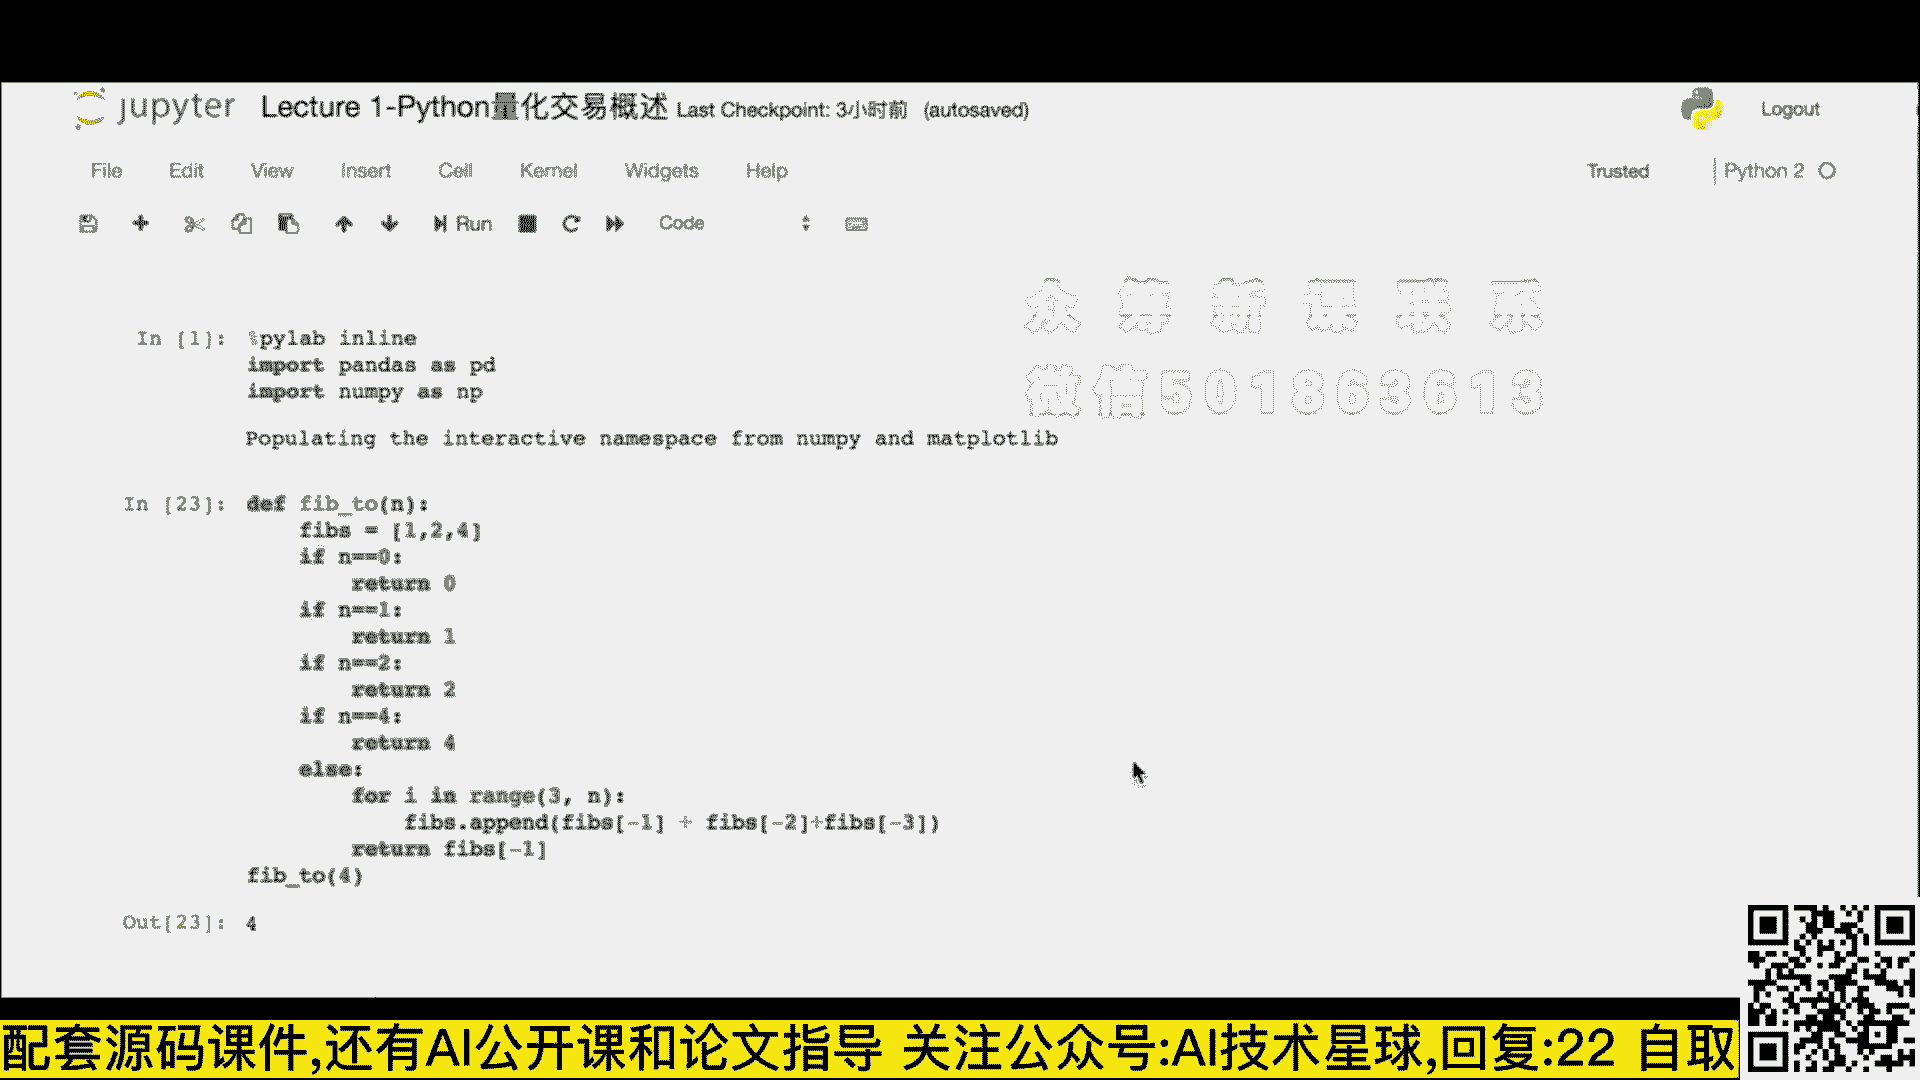 jupyter Lecture 1-Python量化交易概述 Last Checkpoint: 3小时前 (autosaved) Logout
File Edit View Insert Cell Kernel Widgets Help Trusted Python 2
Run Code
众筹新课联系
微信501863613
In [1]: %pylab inline
import pandas as pd
import numpy as np
Populating the interactive namespace from numpy and matplotlib
In [23]: def fib_to(n):
fibs = [1,2,4]
if n==0:
return 0
if n==1:
return 1
if n==2:
return 2
if n==4:
return 4
else:
for i in range(3, n):
fibs.append(fibs[-1] + fibs[-2]+fibs[-3])
return fibs[-1]
fib_to(4)
Out[23]: 4
配套源码课件,还有AI公开课和论文指导 关注公众号:AI技术星球,回复:22 自取